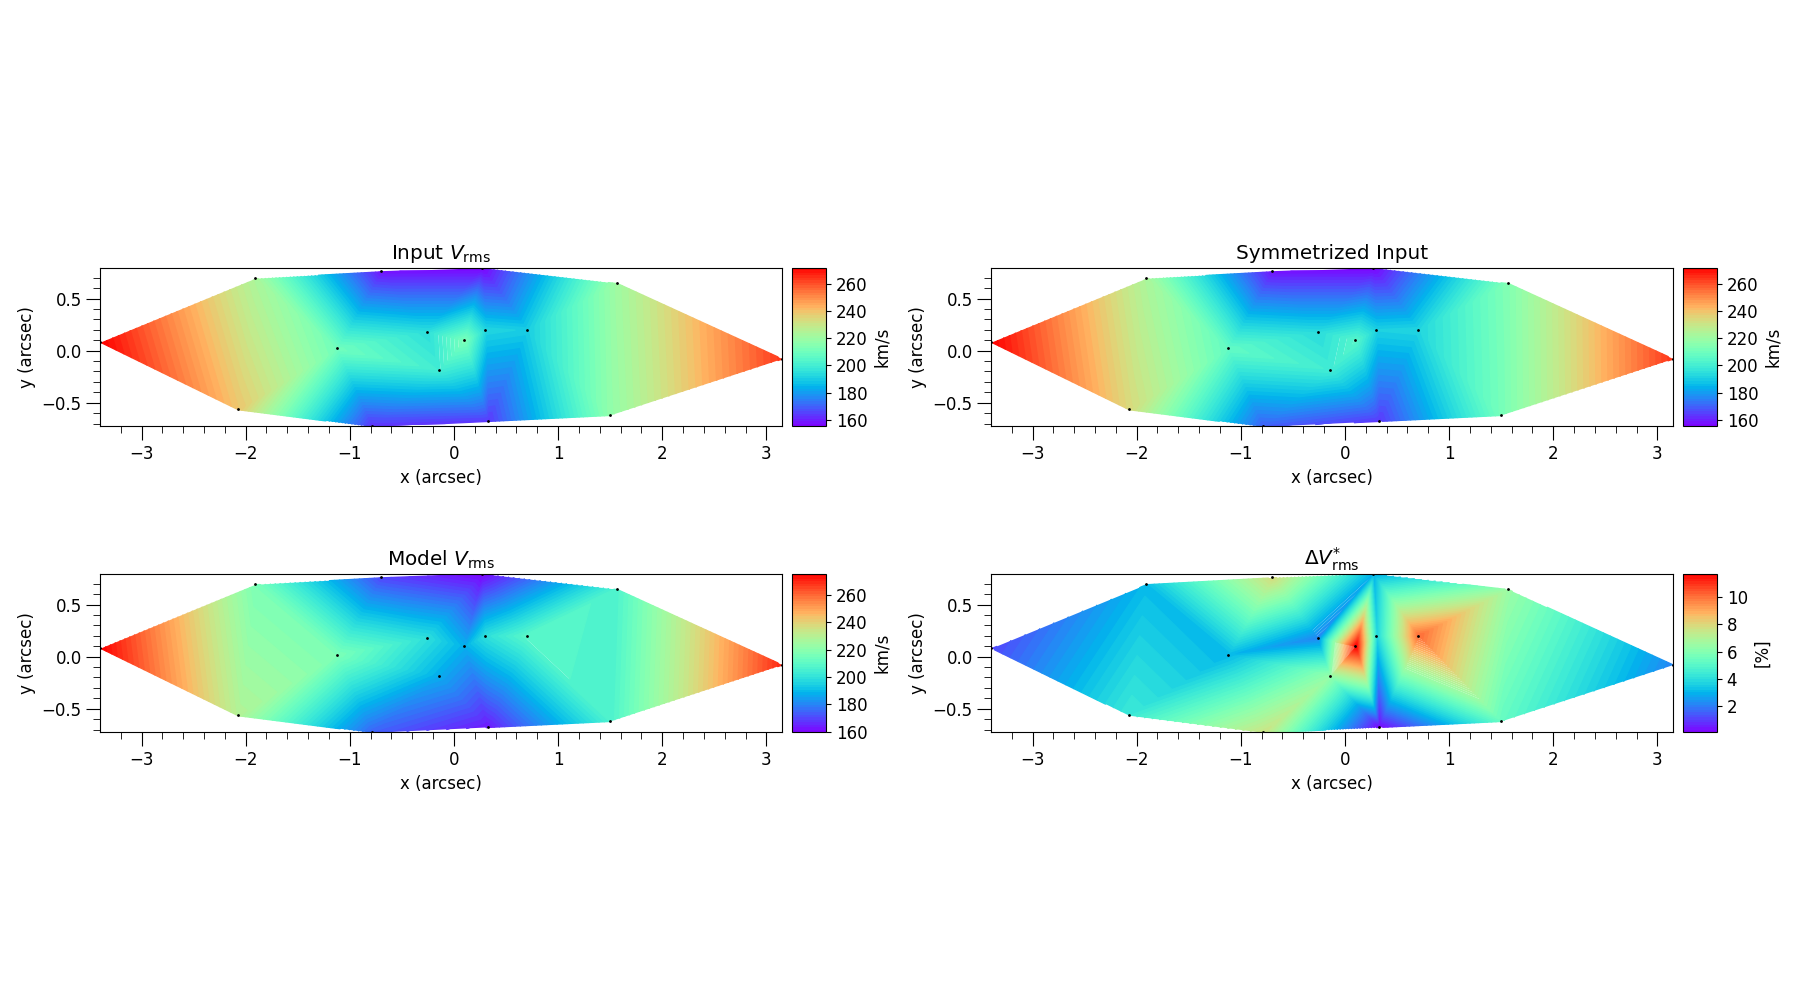 Input Vrms
Symmetrized Input
y (arcsec)
0.5
0.0
−0.5
−3 −2 −1 0 1 2 3
x (arcsec)
260
240
220
200
180
160
km/s
y (arcsec)
0.5
0.0
−0.5
−3 −2 −1 0 1 2 3
x (arcsec)
260
240
220
200
180
160
km/s
Model Vrms
ΔV*rms
y (arcsec)
0.5
0.0
−0.5
−3 −2 −1 0 1 2 3
x (arcsec)
260
240
220
200
180
160
km/s
y (arcsec)
0.5
0.0
−0.5
−3 −2 −1 0 1 2 3
x (arcsec)
10
8
6
4
2
[%]